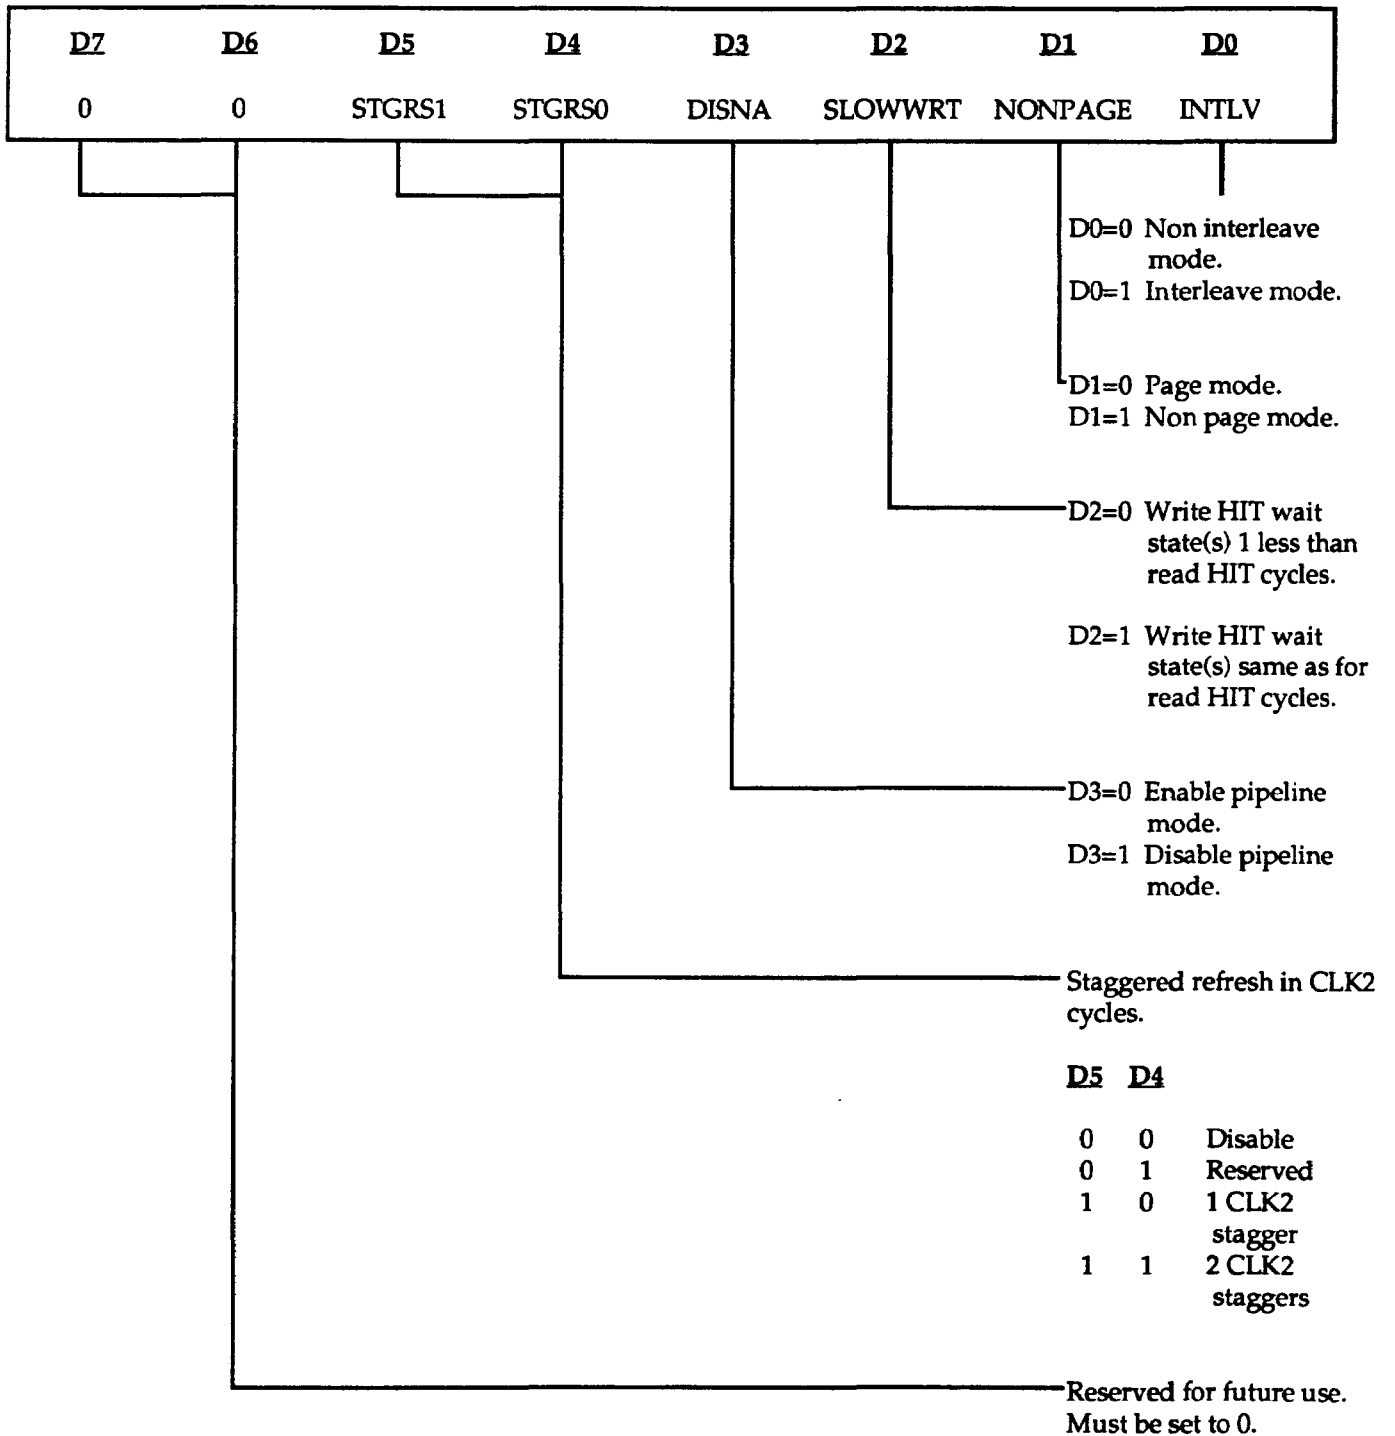 D7 D6 D5 D4 D3 D2 D1 D0
0 0 STGRS1 STGRS0 DISNA SLOWWRT NONPAGE INTLV
D0=0 Non interleave
mode.
D0=1 Interleave mode.
D1=0 Page mode.
D1=1 Non page mode.
D2=0 Write HIT wait
state(s) 1 less than
read HIT cycles.
D2=1 Write HIT wait
state(s) same as for
read HIT cycles.
D3=0 Enable pipeline
mode.
D3=1 Disable pipeline
mode.
Staggered refresh in CLK2
cycles.
D5 D4
0 0 Disable
0 1 Reserved
1 0 1 CLK2
stagger
1 1 2 CLK2
staggers
Reserved for future use.
Must be set to 0.